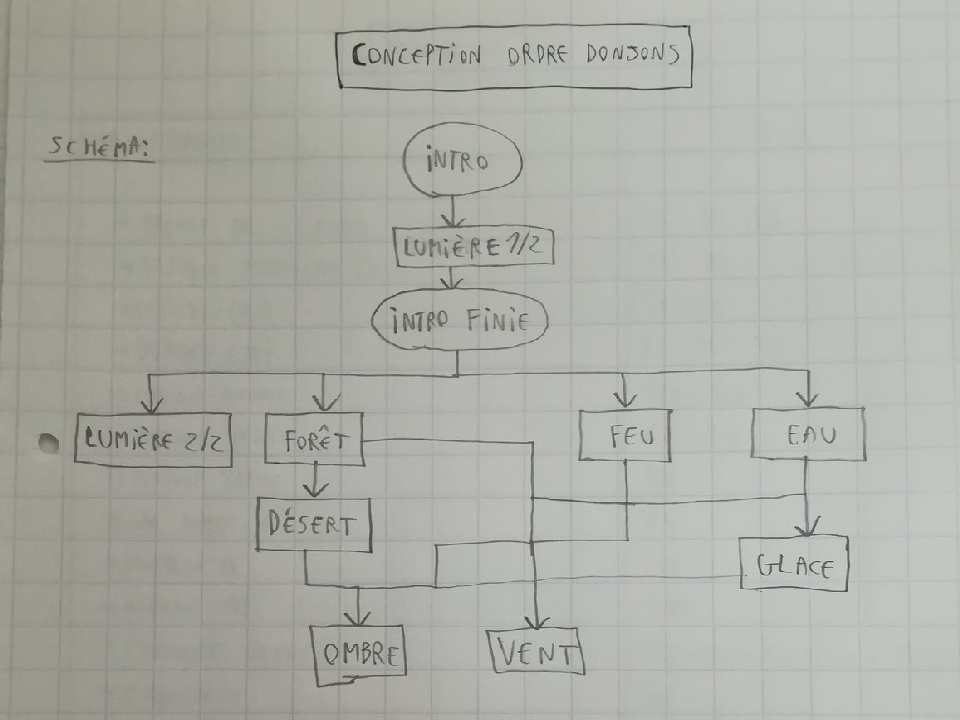 CONCEPTION ORDRE DONJONS
SCHÉMA:
iNTRO
LUMiÈRE 1/2
iNTRO FiNiE
LUMiÈRE 2/2
FORÊT
FEU
EAU
DÉSERT
GLACE
OMBRE
VENT